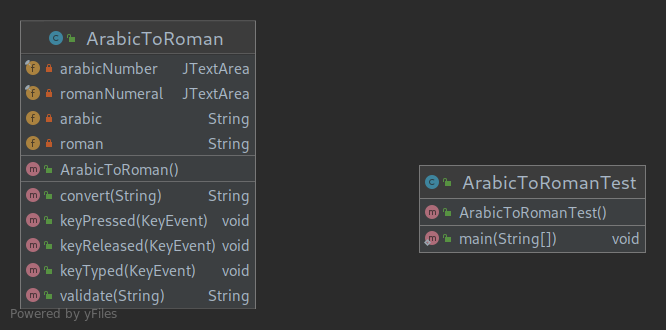 ArabicToRoman
arabicNumber JTextArea
romanNumeral JTextArea
arabic String
roman String
ArabicToRoman()
convert(String) String
keyPressed(KeyEvent) void
keyReleased(KeyEvent) void
keyTyped(KeyEvent) void
validate(String) String
ArabicToRomanTest
ArabicToRomanTest()
main(String[]) void
Powered by yFiles